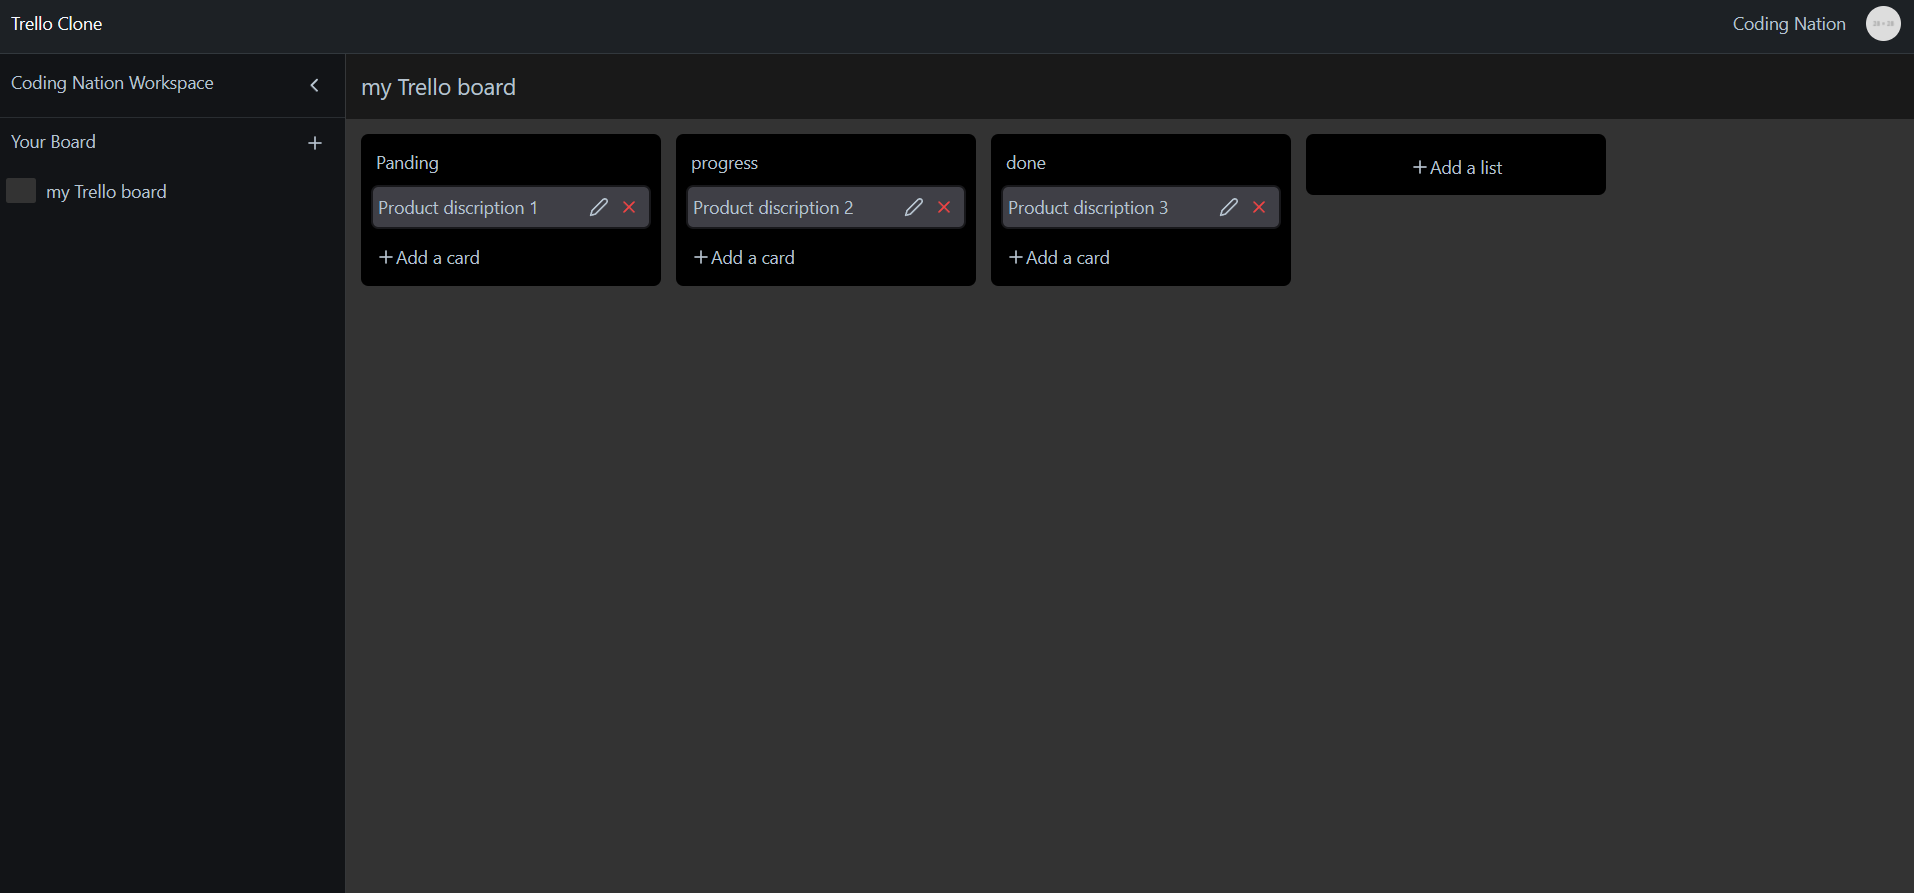 Trello Clone
Coding Nation
Coding Nation Workspace
my Trello board
Your Board
my Trello board
Panding
Product discription 1
+Add a card
progress
Product discription 2
+Add a card
done
Product discription 3
+Add a card
+Add a list